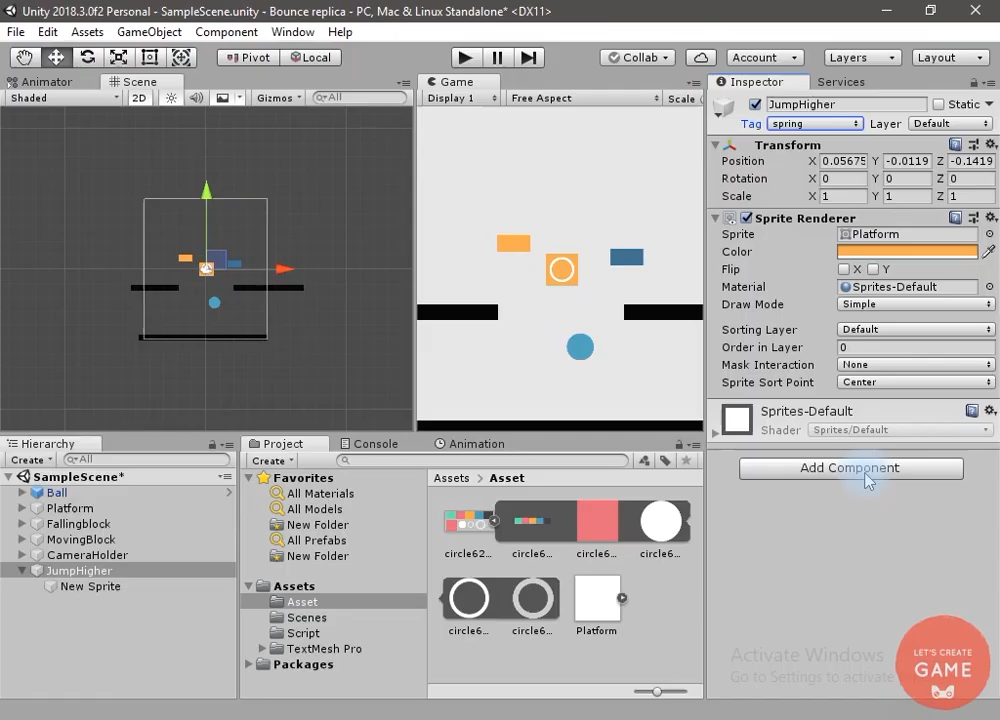 Unity 2018.3.0f2 Personal - SampleScene.unity - Bounce replica - PC, Mac & Linux Standalone* <DX11>
File Edit Assets GameObject Component Window Help
Pivot Local Collab Account Layers Layout
Animator Scene
Shaded 2D Gizmos All
Game
Display 1 Free Aspect Scale
Inspector Services
JumpHigher Static
Tag spring Layer Default
Transform
Position X 0.05675 Y -0.0119 Z -0.1419
Rotation X 0 Y 0 Z 0
Scale X 1 Y 1 Z 1
Sprite Renderer
Sprite Platform
Color
Flip X Y
Material Sprites-Default
Draw Mode Simple
Sorting Layer Default
Order in Layer 0
Mask Interaction None
Sprite Sort Point Center
Sprites-Default
Shader Sprites/Default
Add Component
Hierarchy
Create All
SampleScene*
Ball
Platform
Fallingblock
MovingBlock
CameraHolder
JumpHigher
New Sprite
Project Console Animation
Create
Favorites
All Materials
All Models
New Folder
All Prefabs
New Folder
Assets
Asset
Scenes
Script
TextMesh Pro
Packages
Assets > Asset
circle62... circle6... circle6... circle6...
circle6... circle6... Platform
Activate Windows
Go to Settings to activate
LET'S CREATE
GAME